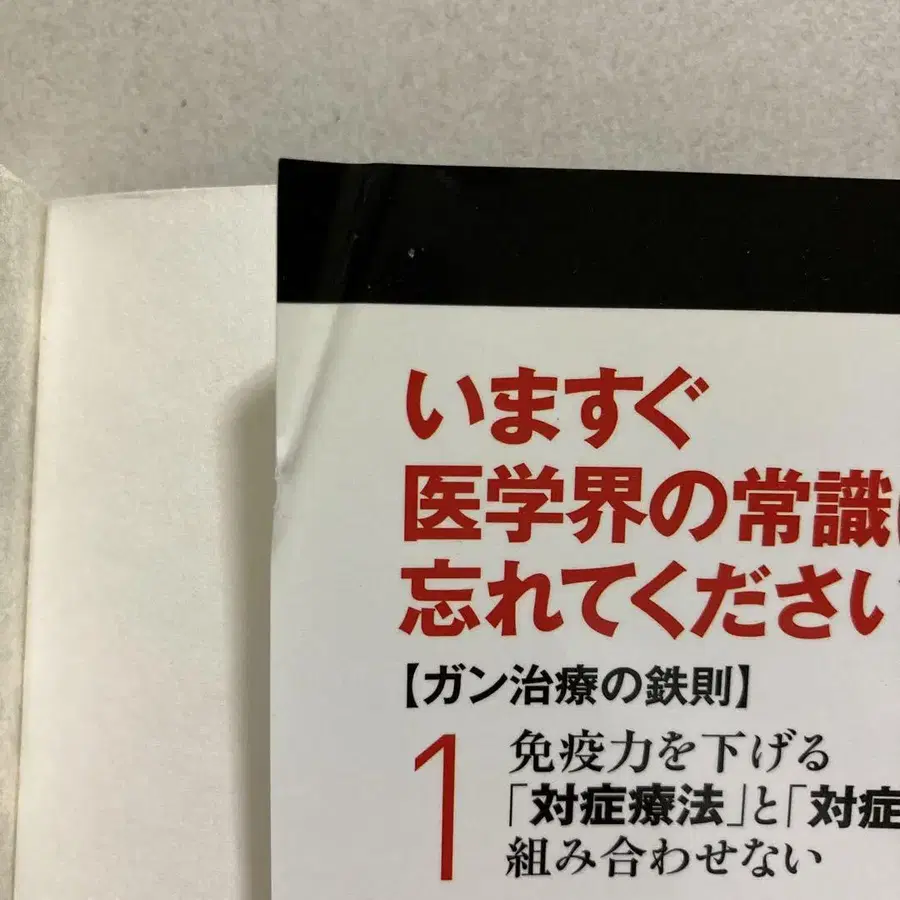 いますぐ
医学界の常識
忘れてください
【ガン治療の鉄則】
1
免疫力を下げる
「対症療法」と「対症
組み合わせない